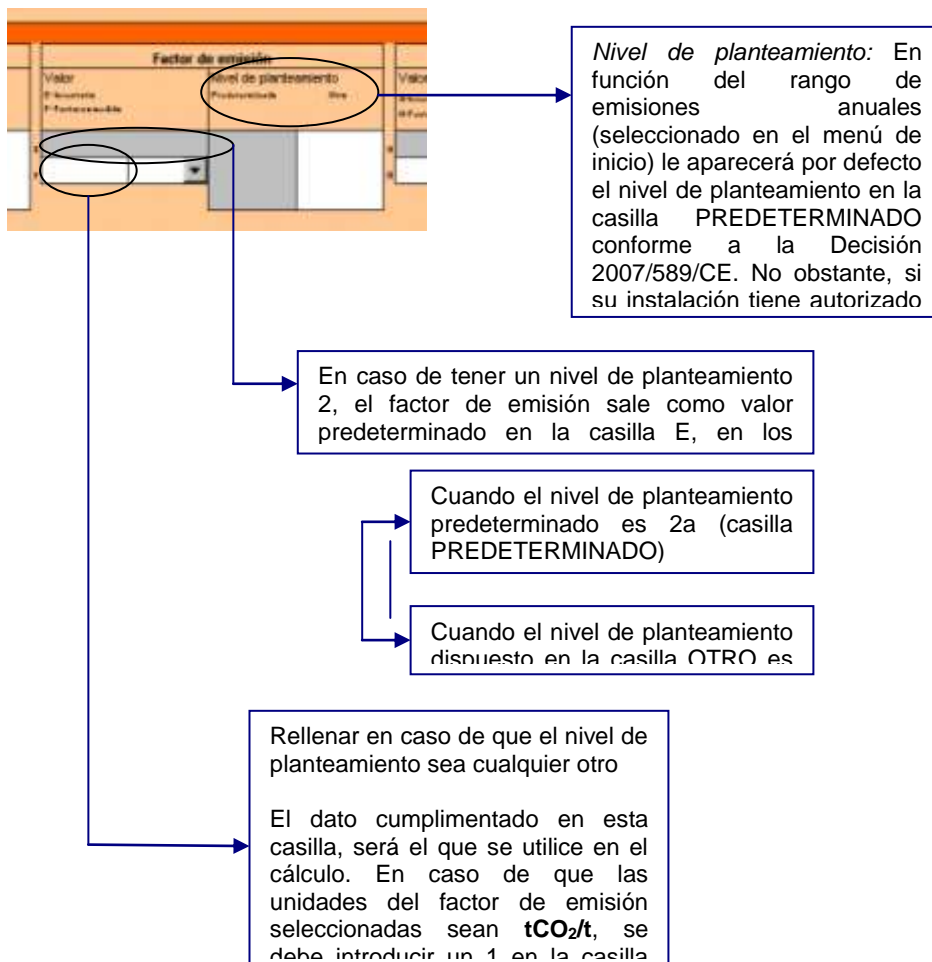 Factor de emisión
Valor
Nivel de planteamiento
Valor
Predeterminado Otro
Nivel de planteamiento: En
función del rango de
emisiones anuales
(seleccionado en el menú de
inicio) le aparecerá por defecto
el nivel de planteamiento en la
casilla PREDETERMINADO
conforme a la Decisión
2007/589/CE. No obstante, si
su instalación tiene autorizado
En caso de tener un nivel de planteamiento
2, el factor de emisión sale como valor
predeterminado en la casilla E, en los
Cuando el nivel de planteamiento
predeterminado es 2a (casilla
PREDETERMINADO)
Cuando el nivel de planteamiento
dispuesto en la casilla OTRO es
Rellenar en caso de que el nivel de
planteamiento sea cualquier otro
El dato cumplimentado en esta
casilla, será el que se utilice en el
cálculo. En caso de que las
unidades del factor de emisión
seleccionadas sean tCO₂/t, se
debe introducir un 1 en la casilla